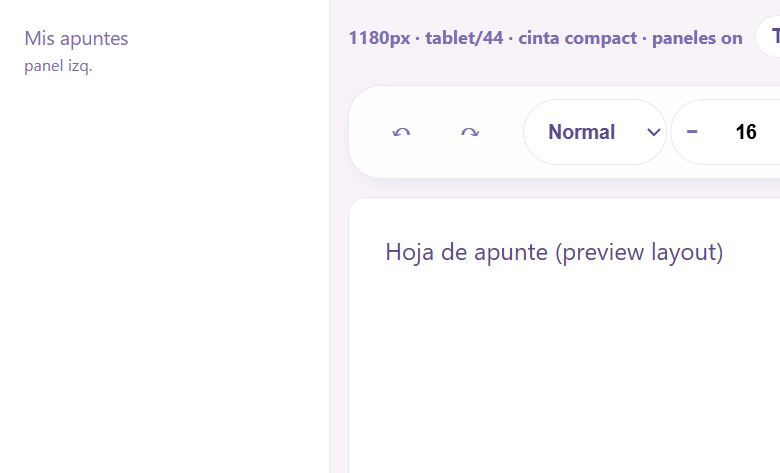 Mis apuntes
panel izq.
1180px · tablet/44 · cinta compact · paneles on
Normal
− 16
Hoja de apunte (preview layout)